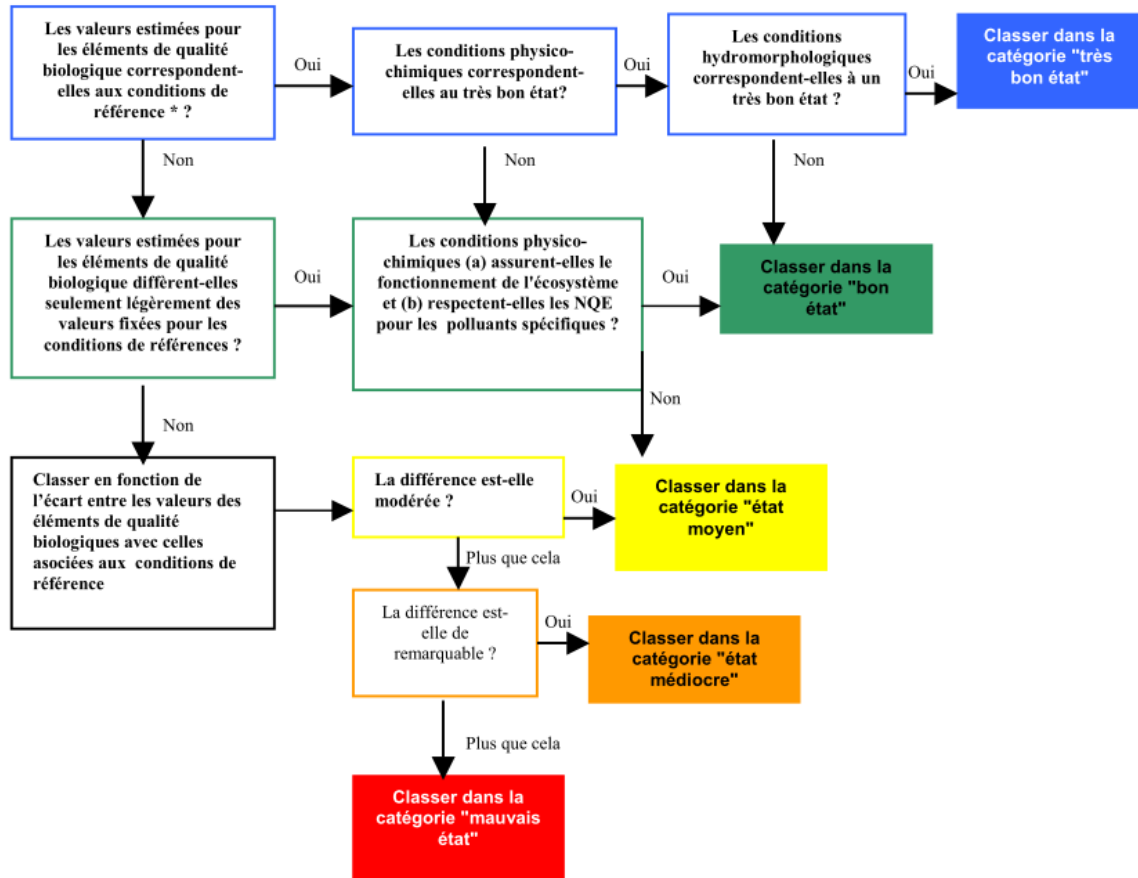 Les valeurs estimées pour
les éléments de qualité
biologique correspondent-
elles aux conditions de
référence * ?
Oui
Les conditions physico-
chimiques correspondent-
elles au très bon état?
Oui
Les conditions
hydromorphologiques
correspondent-elles à un
très bon état ?
Oui
Classer dans la
catégorie "très
bon état"
Non
Non
Non
Les valeurs estimées pour
les éléments de qualité
biologique diffèrent-elles
seulement légèrement des
valeurs fixées pour les
conditions de références ?
Oui
Les conditions physico-
chimiques (a) assurent-elles le
fonctionnement de l'écosystème
et (b) respectent-elles les NQE
pour les polluants spécifiques ?
Oui
Classer dans la
catégorie "bon
état"
Non
Non
Classer en fonction de
l'écart entre les valeurs des
éléments de qualité
biologiques avec celles
asociées aux conditions de
référence
La différence est-elle
modérée ?
Oui
Classer dans la
catégorie "état
moyen"
Plus que cela
La différence est-
elle de
remarquable ?
Oui
Classer dans la
catégorie "état
médiocre"
Plus que cela
Classer dans la
catégorie "mauvais
état"